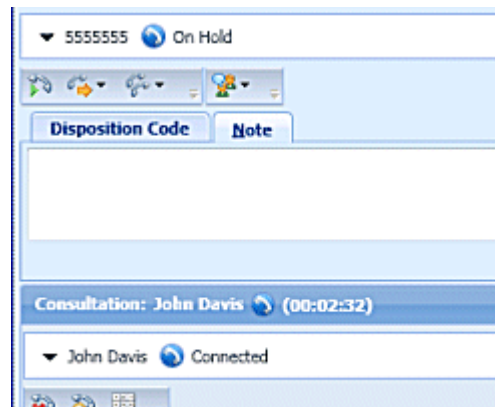 5555555 On Hold
Disposition Code Note
Consultation: John Davis (00:02:32)
John Davis Connected